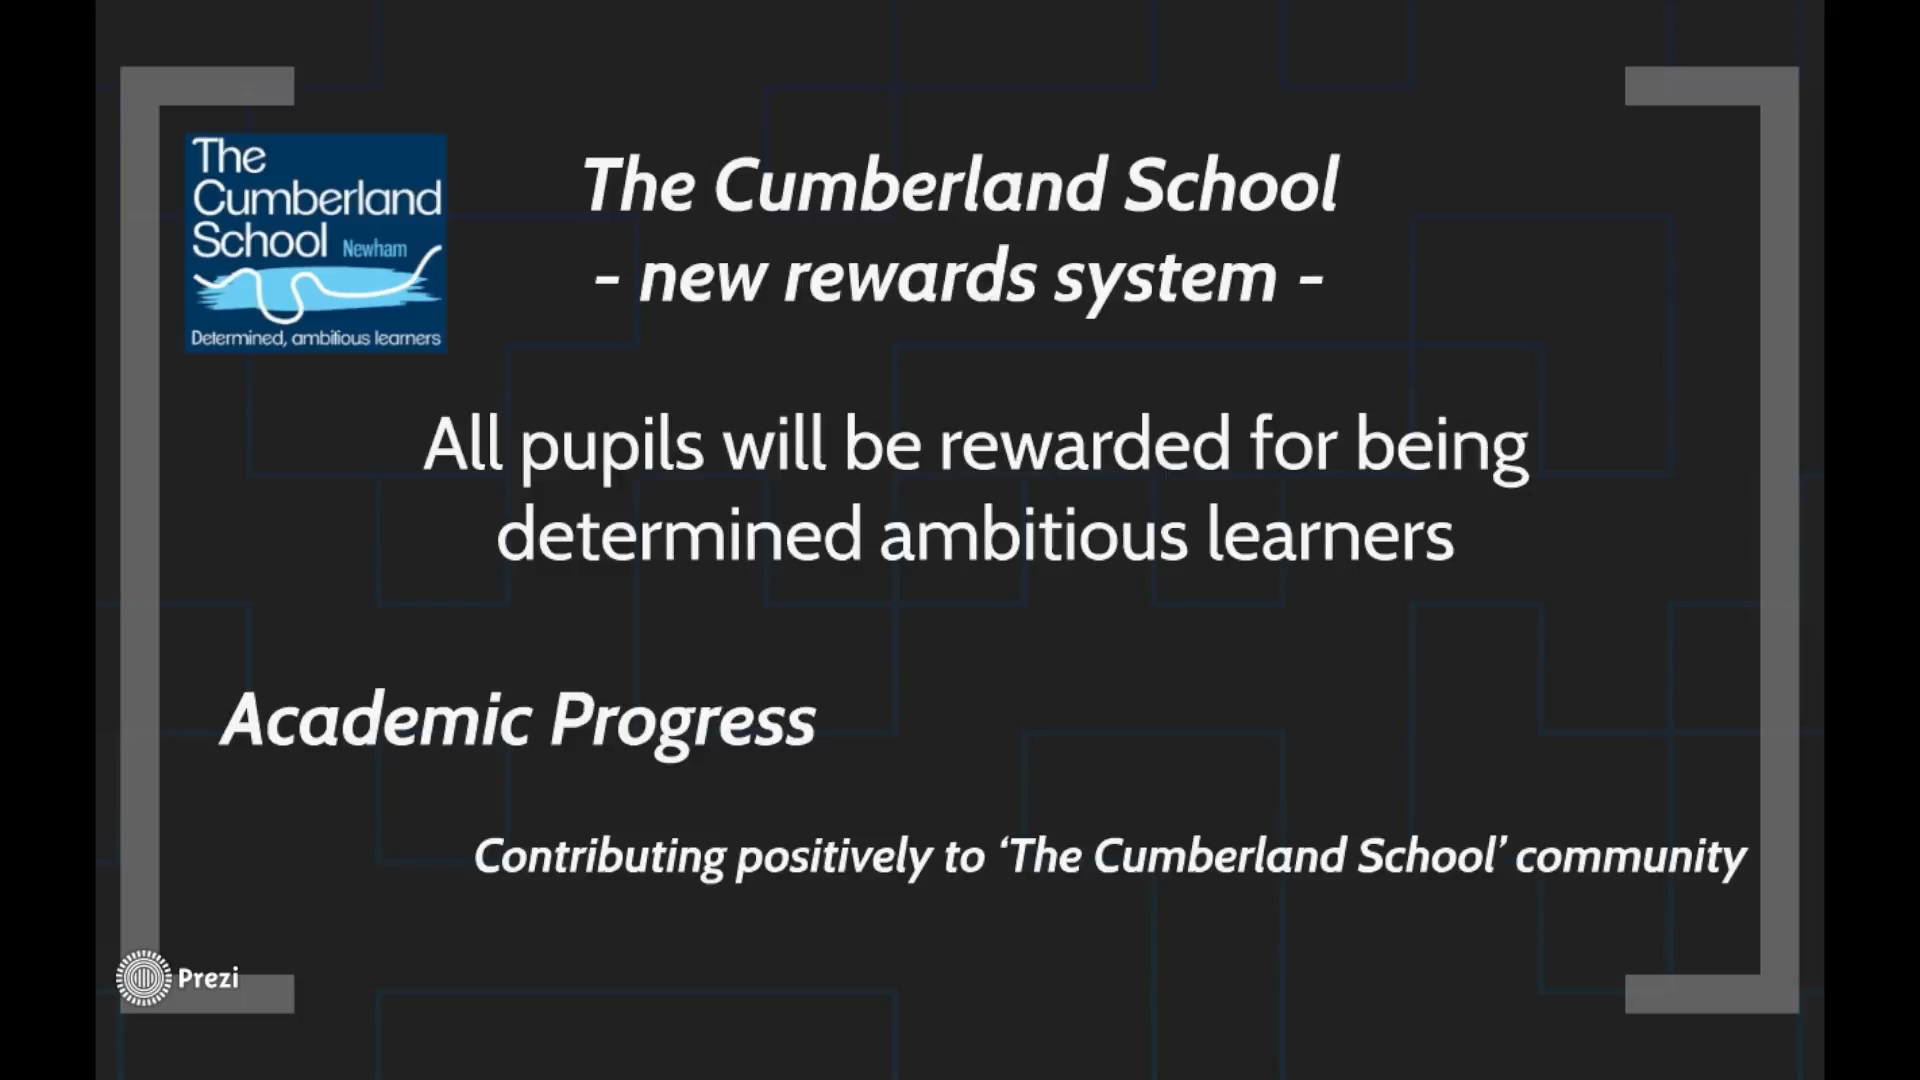 The
Cumberland
School Newham
Determined, ambitious learners
The Cumberland School
- new rewards system -
All pupils will be rewarded for being
determined ambitious learners
Academic Progress
Contributing positively to ‘The Cumberland School’ community
Prezi